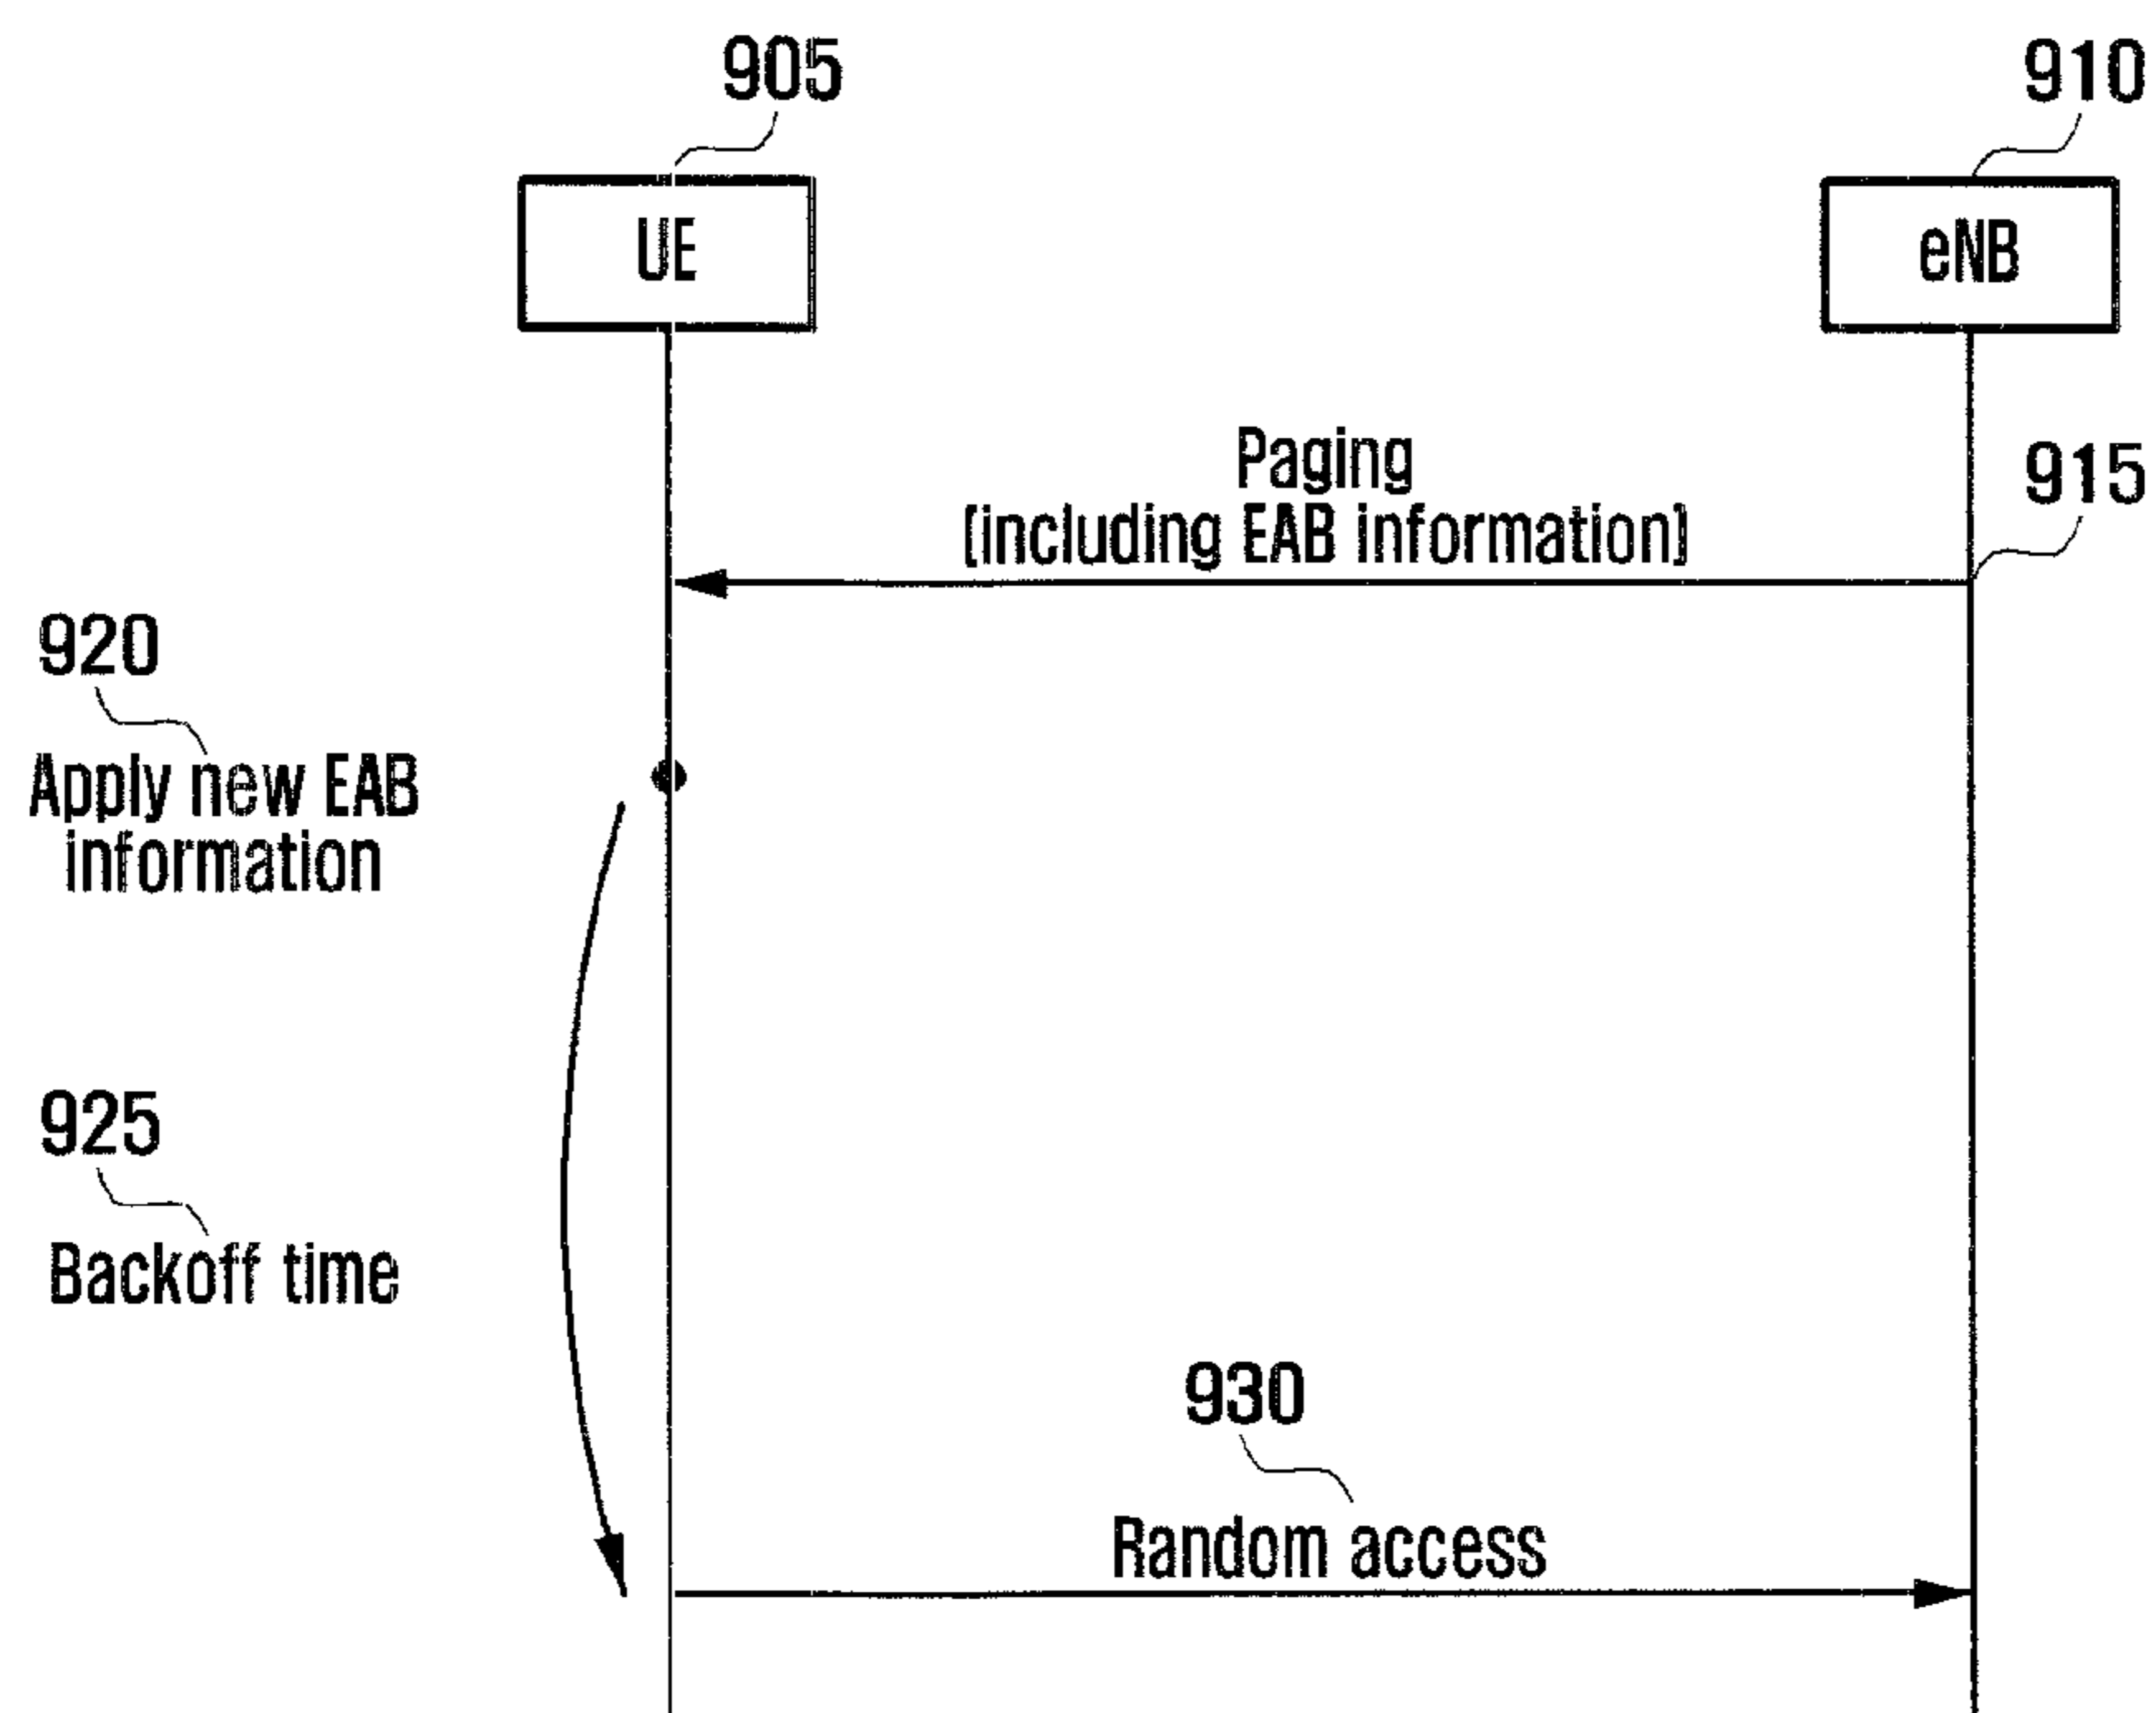 905
910
UE
eNB
Paging
(including EAB information)
915
920
Apply new EAB
information
925
Backoff time
930
Random access